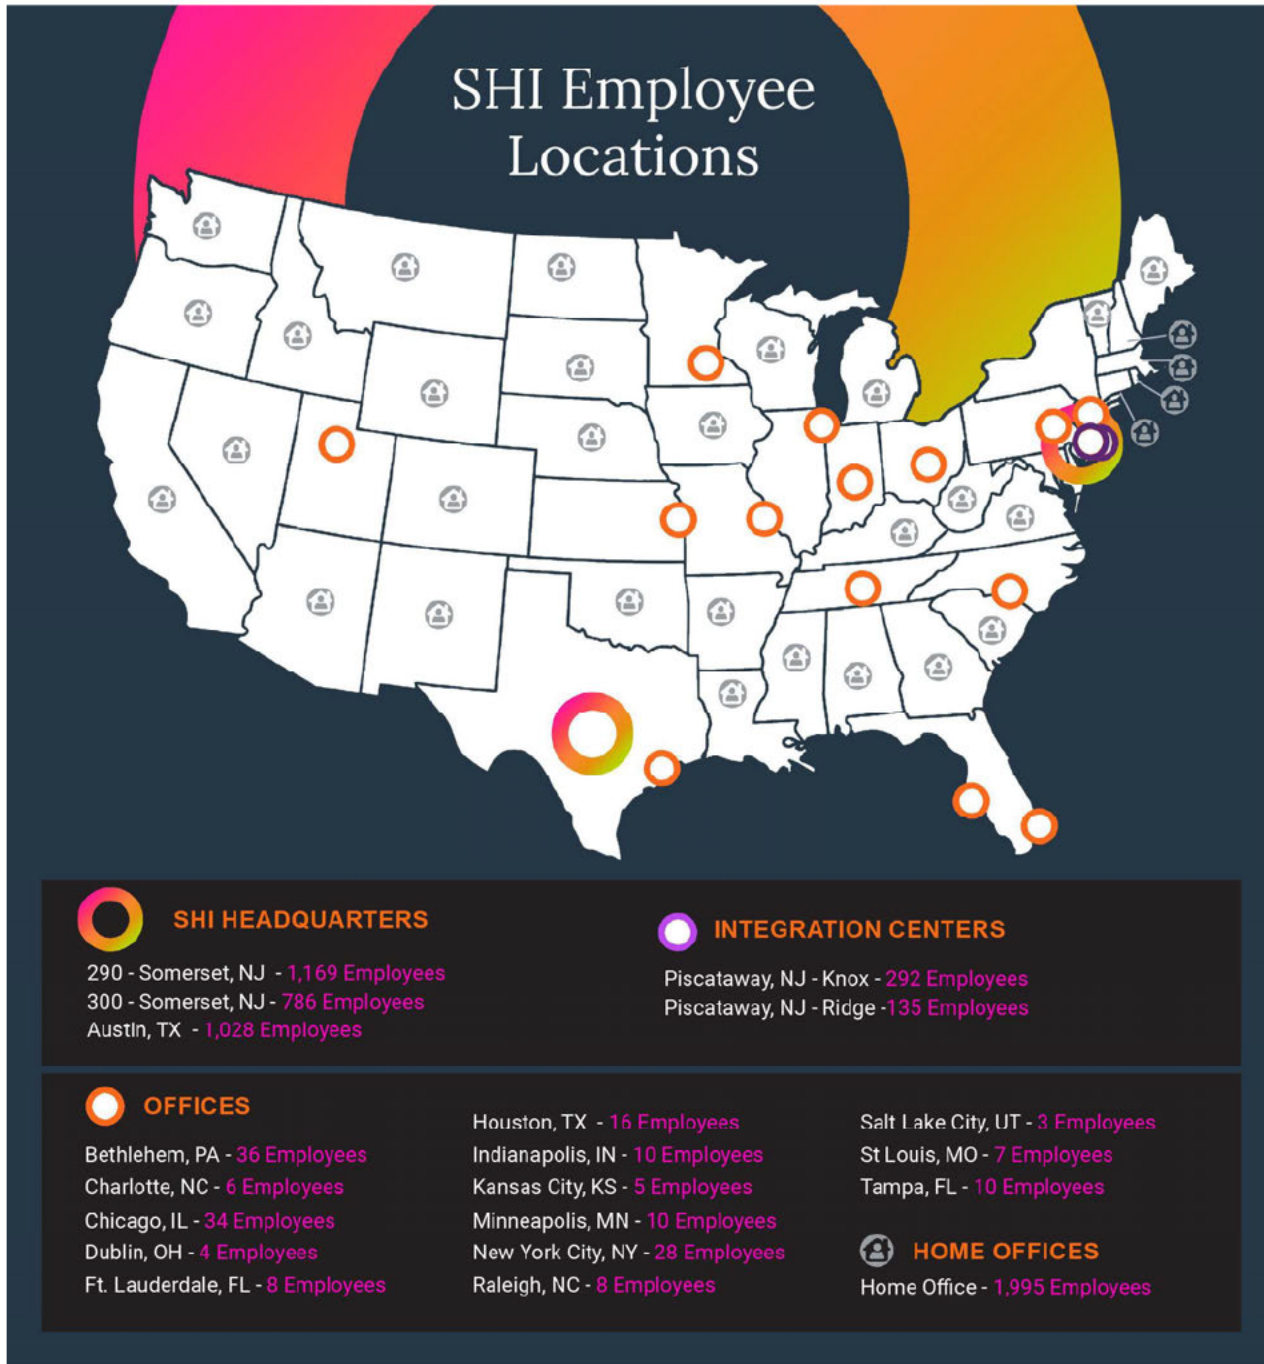 SHI Employee
Locations
SHI HEADQUARTERS
290 - Somerset, NJ - 1,169 Employees
300 - Somerset, NJ - 786 Employees
Austin, TX - 1,028 Employees
INTEGRATION CENTERS
Piscataway, NJ - Knox - 292 Employees
Piscataway, NJ - Ridge -135 Employees
OFFICES
Bethlehem, PA - 36 Employees
Charlotte, NC - 6 Employees
Chicago, IL - 34 Employees
Dublin, OH - 4 Employees
Ft. Lauderdale, FL - 8 Employees
Houston, TX - 16 Employees
Indianapolis, IN - 10 Employees
Kansas City, KS - 5 Employees
Minneapolis, MN - 10 Employees
New York City, NY - 28 Employees
Raleigh, NC - 8 Employees
Salt Lake City, UT - 3 Employees
St Louis, MO - 7 Employees
Tampa, FL - 10 Employees
HOME OFFICES
Home Office - 1,995 Employees